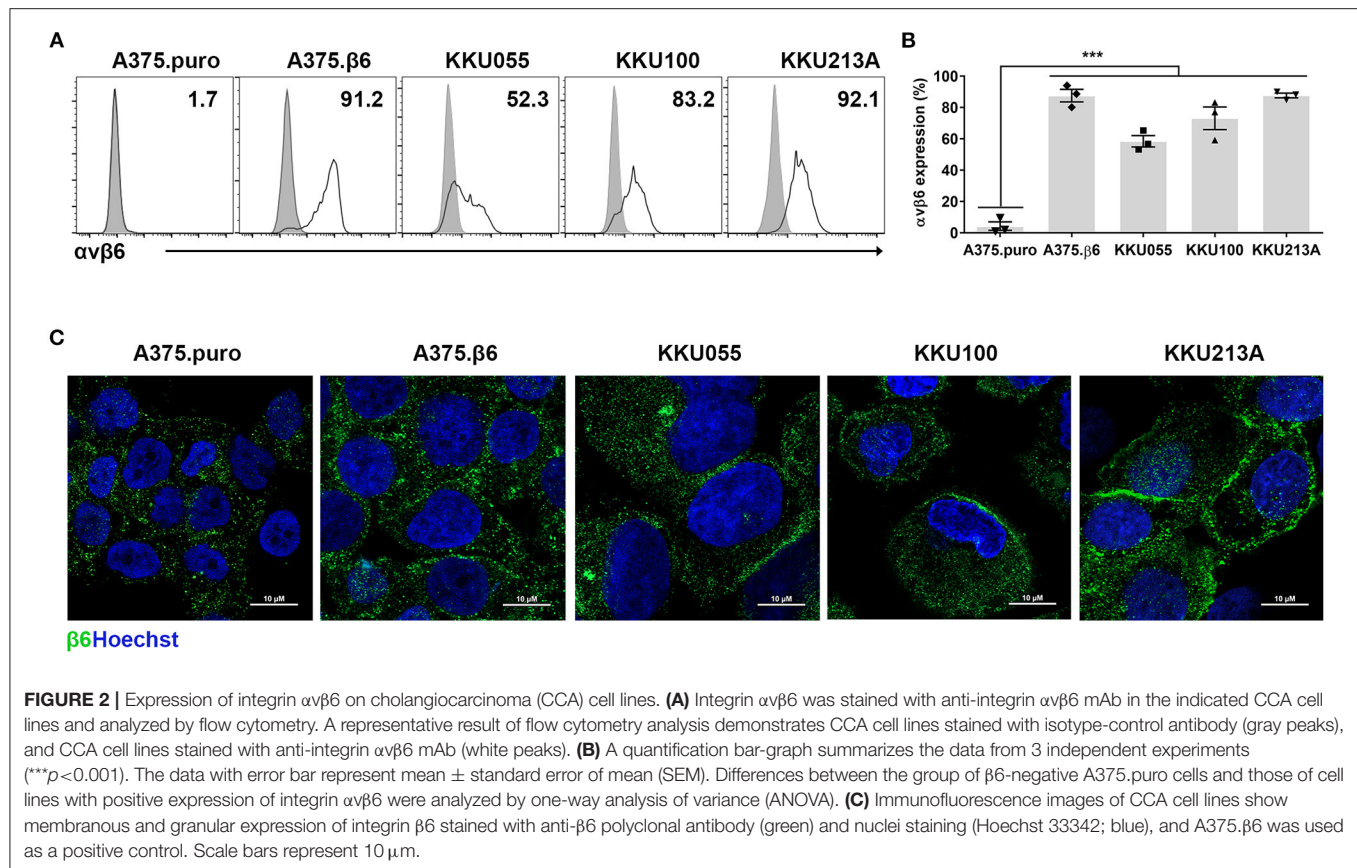 A
A375.puro A375.β6 KKU055 KKU100 KKU213A
1.7 91.2 52.3 83.2 92.1
αvβ6
B
***
αvβ6 expression (%)
100
80
60
40
20
0
A375.puro A375.β6 KKU055 KKU100 KKU213A
C
A375.puro A375.β6 KKU055 KKU100 KKU213A
10 µM 10 µM 10 µM 10 µM 10 µM
β6Hoechst
FIGURE 2 | Expression of integrin αvβ6 on cholangiocarcinoma (CCA) cell lines. (A) Integrin αvβ6 was stained with anti-integrin αvβ6 mAb in the indicated CCA cell
lines and analyzed by flow cytometry. A representative result of flow cytometry analysis demonstrates CCA cell lines stained with isotype-control antibody (gray peaks),
and CCA cell lines stained with anti-integrin αvβ6 mAb (white peaks). (B) A quantification bar-graph summarizes the data from 3 independent experiments
(***p<0.001). The data with error bar represent mean ± standard error of mean (SEM). Differences between the group of β6-negative A375.puro cells and those of cell
lines with positive expression of integrin αvβ6 were analyzed by one-way analysis of variance (ANOVA). (C) Immunofluorescence images of CCA cell lines show
membranous and granular expression of integrin β6 stained with anti-β6 polyclonal antibody (green) and nuclei staining (Hoechst 33342; blue), and A375.β6 was used
as a positive control. Scale bars represent 10 µm.